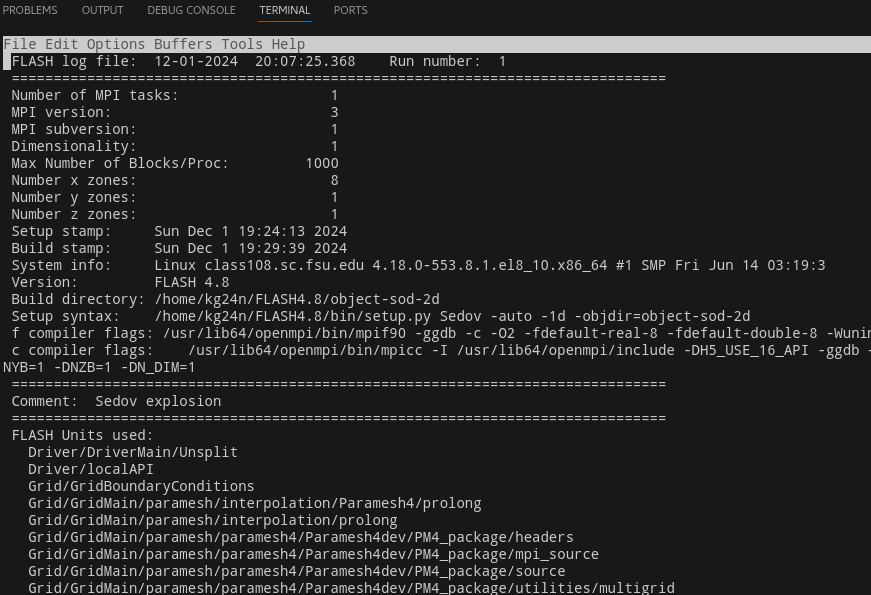 PROBLEMS OUTPUT DEBUG CONSOLE TERMINAL PORTS
File Edit Options Buffers Tools Help
FLASH log file:  12-01-2024  20:07:25.368    Run number:  1
==============================================================================
Number of MPI tasks:                  1
MPI version:                          3
MPI subversion:                       1
Dimensionality:                       1
Max Number of Blocks/Proc:         1000
Number x zones:                       8
Number y zones:                       1
Number z zones:                       1
Setup stamp:     Sun Dec 1 19:24:13 2024
Build stamp:     Sun Dec 1 19:29:39 2024
System info:     Linux class108.sc.fsu.edu 4.18.0-553.8.1.el8_10.x86_64 #1 SMP Fri Jun 14 03:19:3
Version:         FLASH 4.8
Build directory: /home/kg24n/FLASH4.8/object-sod-2d
Setup syntax:    /home/kg24n/FLASH4.8/bin/setup.py Sedov -auto -1d -objdir=object-sod-2d
f compiler flags: /usr/lib64/openmpi/bin/mpif90 -ggdb -c -O2 -fdefault-real-8 -fdefault-double-8 -Wunin
c compiler flags:    /usr/lib64/openmpi/bin/mpicc -I /usr/lib64/openmpi/include -DH5_USE_16_API -ggdb -
NYB=1 -DNZB=1 -DN_DIM=1
==============================================================================
Comment:  Sedov explosion
==============================================================================
FLASH Units used:
Driver/DriverMain/Unsplit
Driver/localAPI
Grid/GridBoundaryConditions
Grid/GridMain/paramesh/interpolation/Paramesh4/prolong
Grid/GridMain/paramesh/interpolation/prolong
Grid/GridMain/paramesh/paramesh4/Paramesh4dev/PM4_package/headers
Grid/GridMain/paramesh/paramesh4/Paramesh4dev/PM4_package/mpi_source
Grid/GridMain/paramesh/paramesh4/Paramesh4dev/PM4_package/source
Grid/GridMain/paramesh/paramesh4/Paramesh4dev/PM4_package/utilities/multigrid